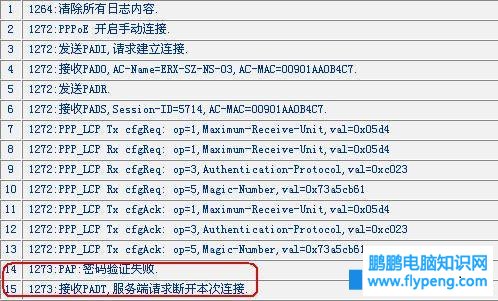 1 1264:清除所有日志内容.
2 1272:PPPoE 开启手动连接.
3 1272:发送PADI,请求建立连接.
4 1272:接收PADO,AC-Name=ERX-SZ-NS-03,AC-MAC=00901AA0B4C7.
5 1272:发送PADR.
6 1272:接收PADS,Session-ID=5714,AC-MAC=00901AA0B4C7.
7 1272:PPP_LCP Tx cfgReq: op=1,Maximum-Receive-Unit,val=0x05d4
8 1272:PPP_LCP Rx cfgReq: op=1,Maximum-Receive-Unit,val=0x05d4
9 1272:PPP_LCP Rx cfgReq: op=3,Authentication-Protocol,val=0xc023
10 1272:PPP_LCP Rx cfgReq: op=5,Magic-Number,val=0x73a5cb61
11 1272:PPP_LCP Tx cfgAck: op=1,Maximum-Receive-Unit,val=0x05d4
12 1272:PPP_LCP Tx cfgAck: op=3,Authentication-Protocol,val=0xc023
13 1272:PPP_LCP Tx cfgAck: op=5,Magic-Number,val=0x73a5cb61
14 1273:PAP:密码验证失败.
15 1273:接收PADT,服务端请求断开本次连接.
鹏鹏电脑知识网
www.flypeng.com